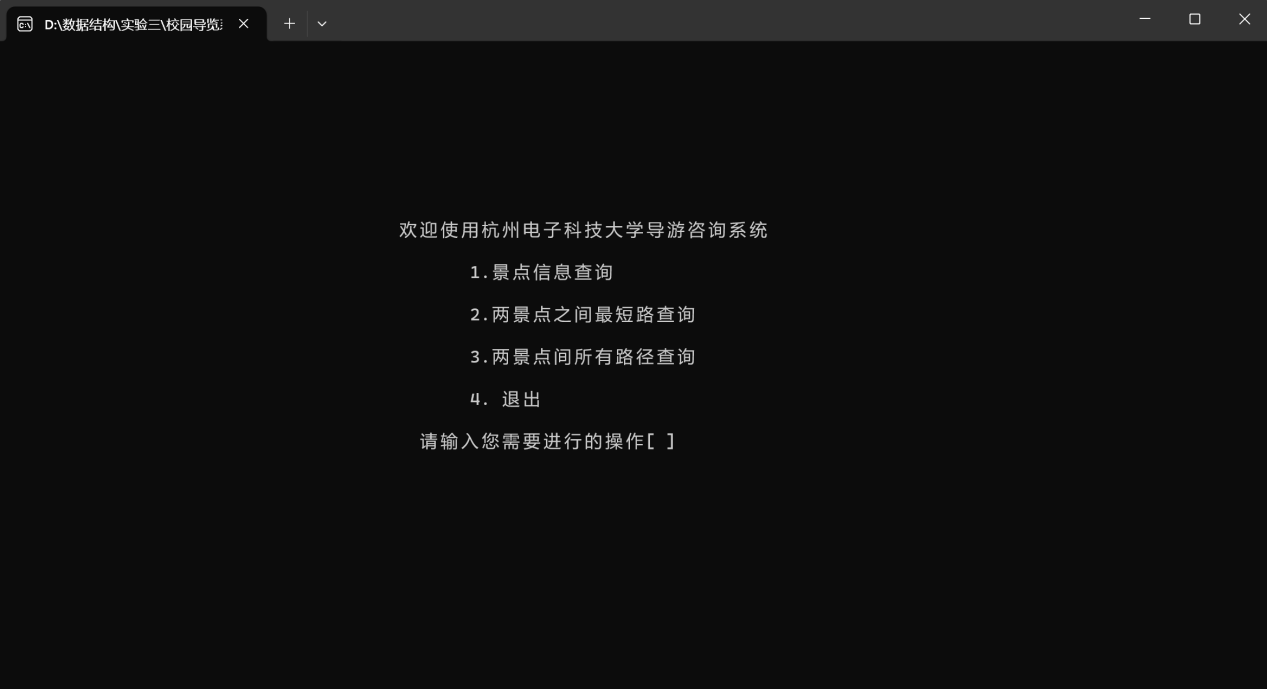 D:\数据结构\实验三\校园导览
欢迎使用杭州电子科技大学导游咨询系统
1.景点信息查询
2.两景点之间最短路查询
3.两景点间所有路径查询
4. 退出
请输入您需要进行的操作[ ]